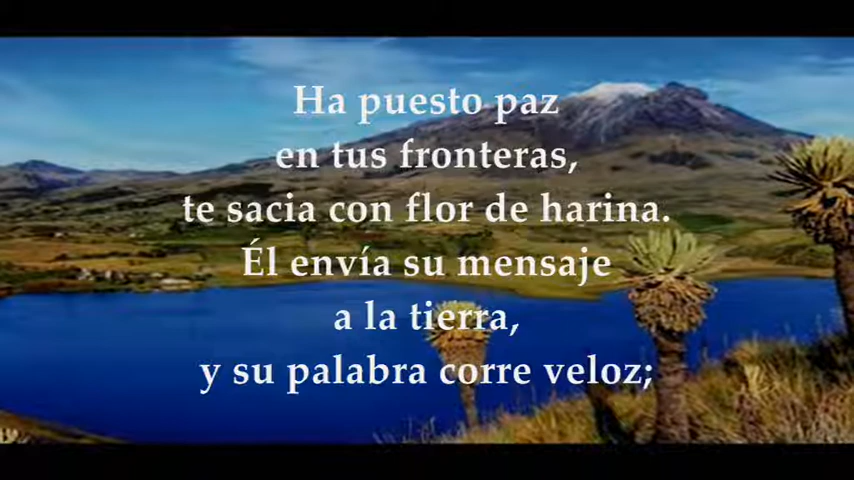 Ha puesto paz
en tus fronteras,
te sacia con flor de harina.
Él envía su mensaje
a la tierra,
y su palabra corre veloz;